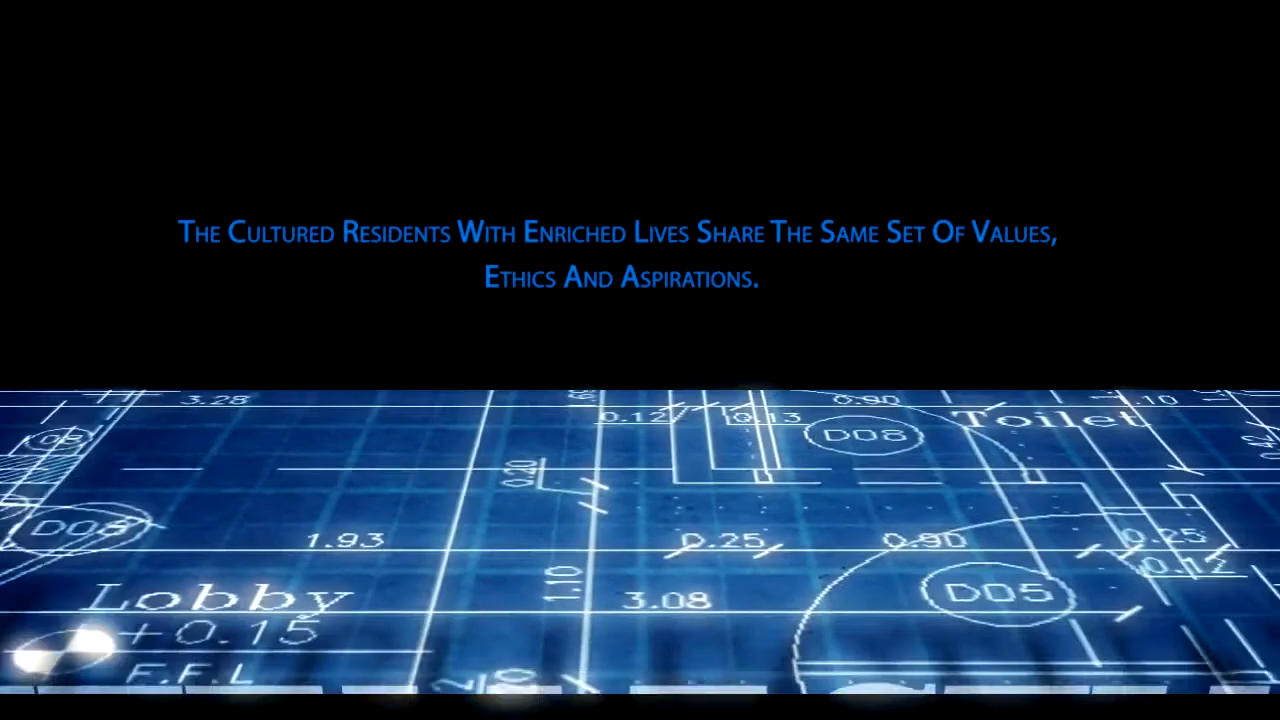 The Cultured Residents With Enriched Lives Share The Same Set Of Values,
Ethics And Aspirations.
3.28
0.12
0.13
0.90
1.10
Toilet
D08
0.20
D08
1.93
0.25
0.90
0.25
0.12
Lobby
1.10
3.08
D05
+0.15
F.F.L